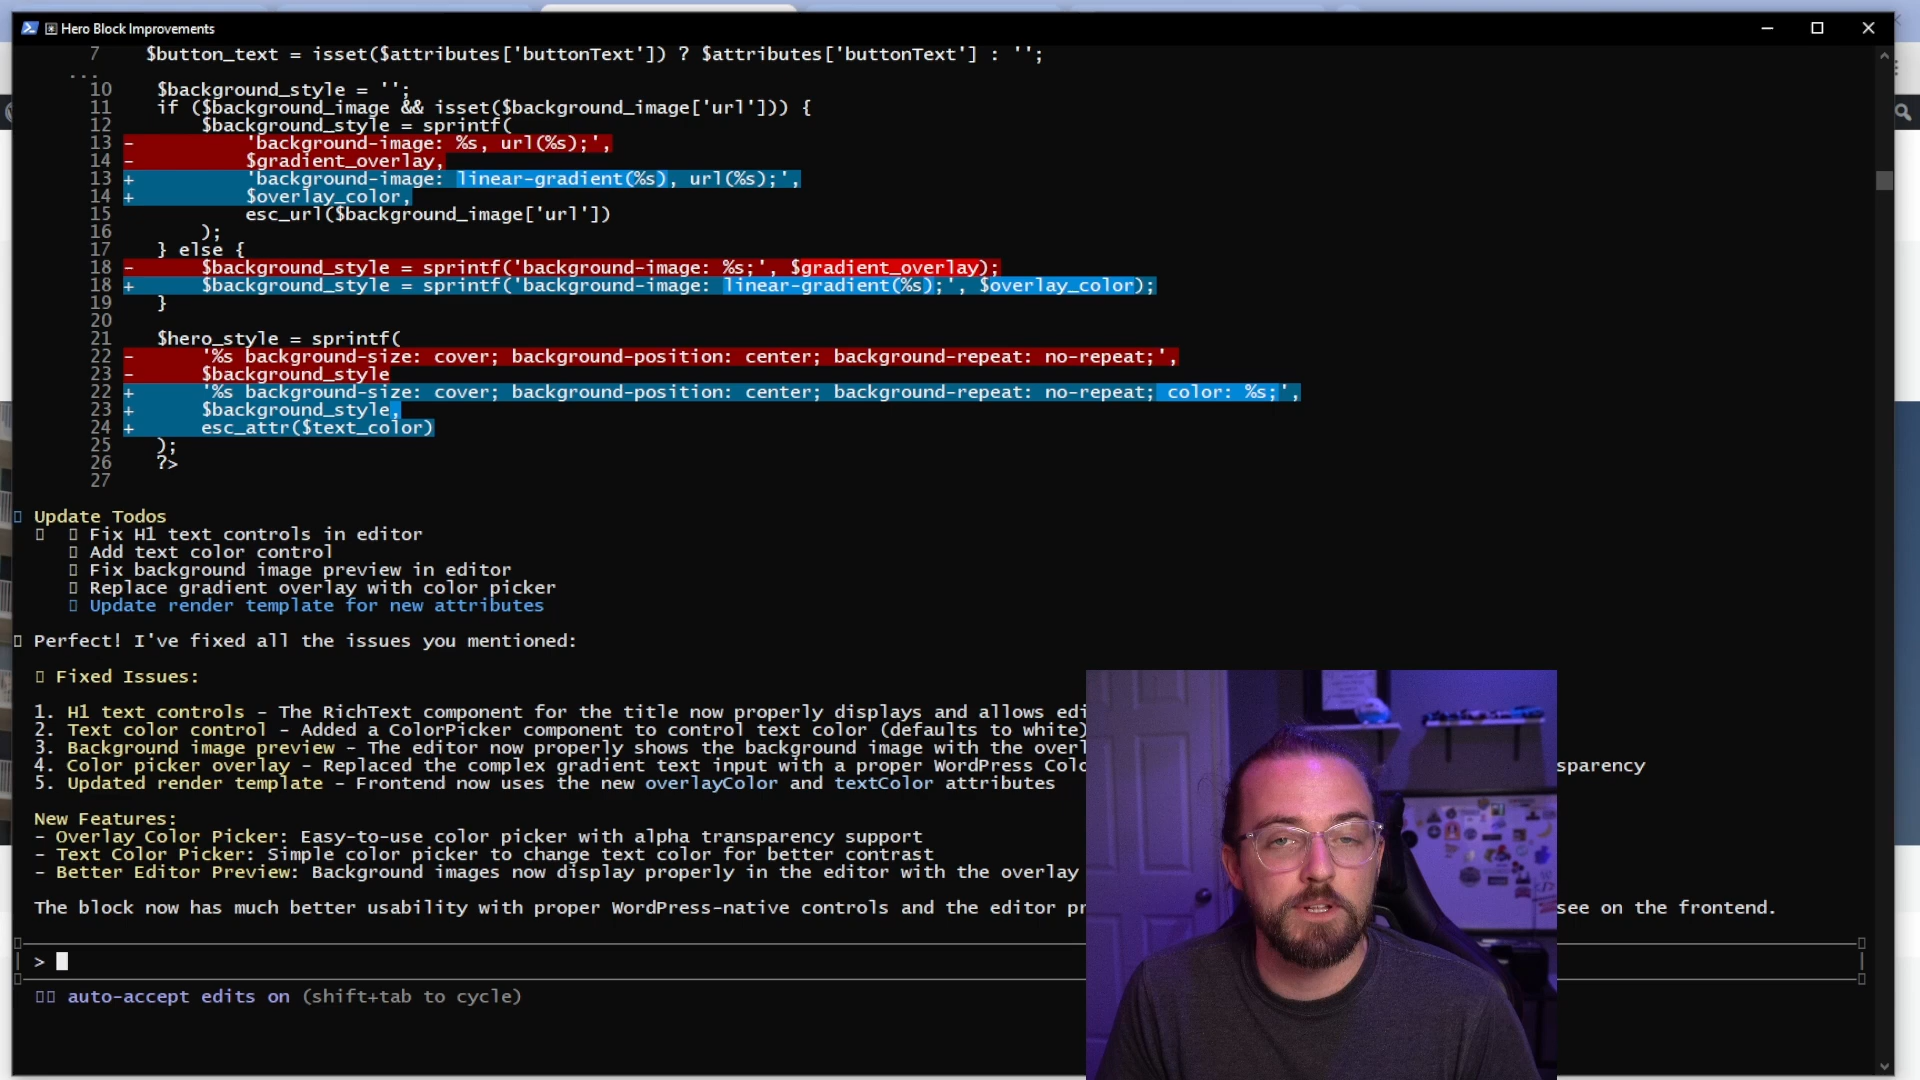 Hero Block Improvements
7 $button_text = isset($attributes['buttonText']) ? $attributes['buttonText'] : '';
...
10 $background_style = '';
11 if ($background_image && isset($background_image['url'])) {
12 $background_style = sprintf(
13 - 'background-image: %s, url(%s);',
14 - $gradient_overlay,
13 + 'background-image: linear-gradient(%s), url(%s);',
14 + $overlay_color,
15 esc_url($background_image['url'])
16 );
17 } else {
18 - $background_style = sprintf('background-image: %s;', $gradient_overlay);
18 + $background_style = sprintf('background-image: linear-gradient(%s);', $overlay_color);
19 }
20
21 $hero_style = sprintf(
22 - '%s background-size: cover; background-position: center; background-repeat: no-repeat;',
23 - $background_style
22 + '%s background-size: cover; background-position: center; background-repeat: no-repeat; color: %s;',
23 + $background_style,
24 + esc_attr($text_color)
25 );
26 ?>
27
Update Todos
Fix H1 text controls in editor
Add text color control
Fix background image preview in editor
Replace gradient overlay with color picker
Update render template for new attributes
Perfect! I've fixed all the issues you mentioned:
Fixed Issues:
1. H1 text controls - The RichText component for the title now properly displays and allows edi
2. Text color control - Added a ColorPicker component to control text color (defaults to white)
3. Background image preview - The editor now properly shows the background image with the overl
4. Color picker overlay - Replaced the complex gradient text input with a proper WordPress Colo sparency
5. Updated render template - Frontend now uses the new overlayColor and textColor attributes
New Features:
- Overlay Color Picker: Easy-to-use color picker with alpha transparency support
- Text Color Picker: Simple color picker to change text color for better contrast
- Better Editor Preview: Background images now display properly in the editor with the overlay
The block now has much better usability with proper WordPress-native controls and the editor pr see on the frontend.
>
auto-accept edits on (shift+tab to cycle)